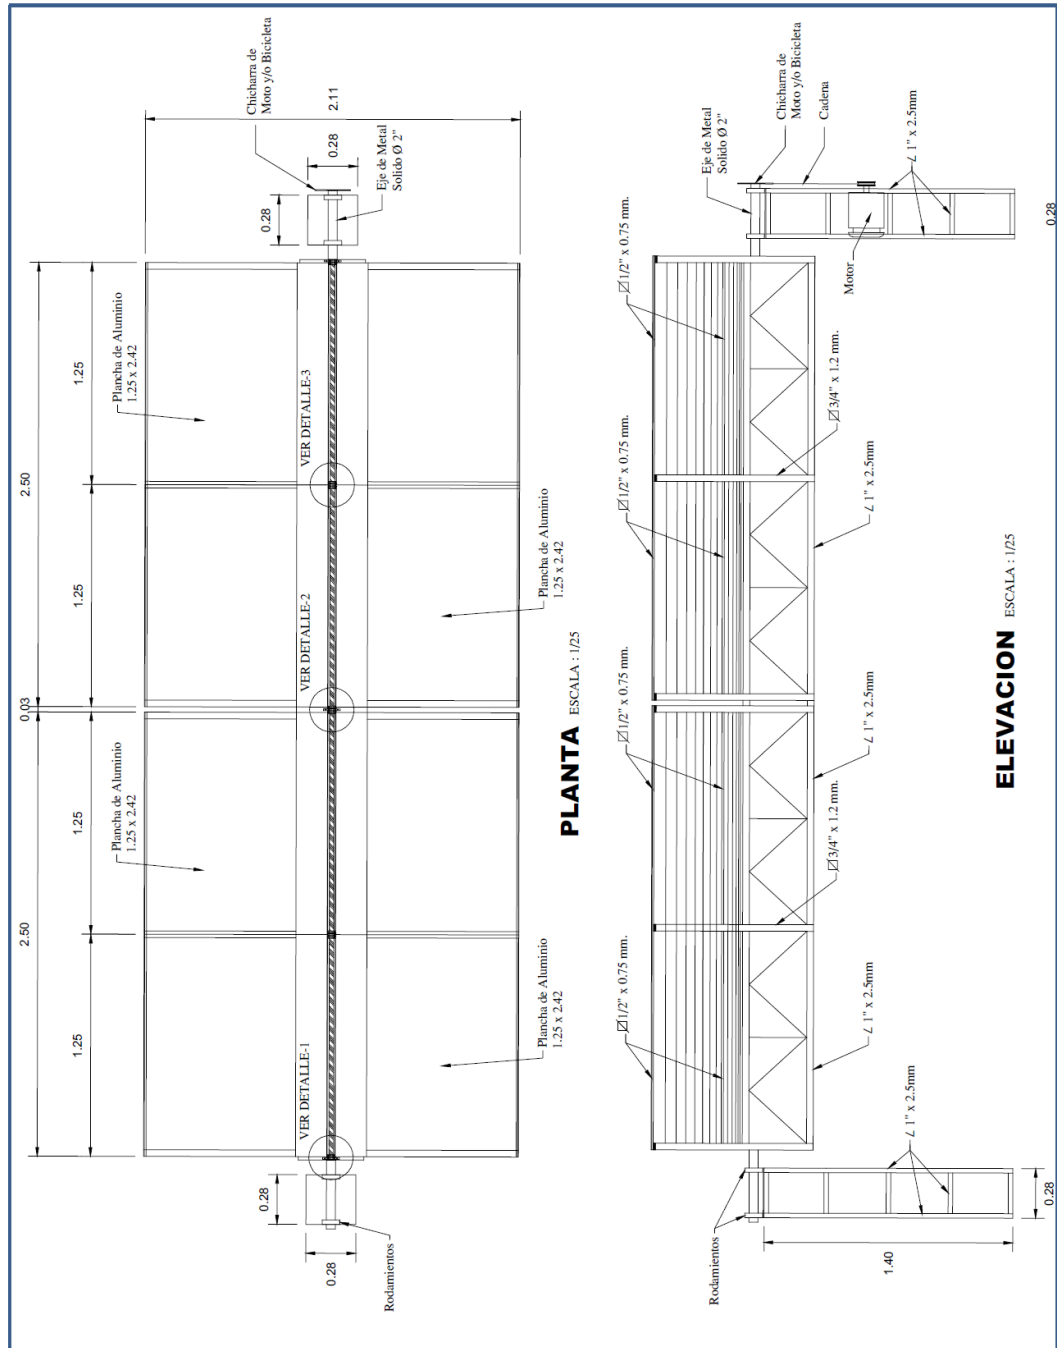 2.50
0.03
2.50
1.25
1.25
1.25
1.25
Plancha de Aluminio
1.25 x 2.42
Plancha de Aluminio
1.25 x 2.42
Chicharra de
Moto y/o Bicicleta
2.11
0.28
0.28
Eje de Metal
Solido Ø 2"
VER DETALLE-1
VER DETALLE-2
VER DETALLE-3
0.28
0.28
Rodamientos
Plancha de Aluminio
1.25 x 2.42
Plancha de Aluminio
1.25 x 2.42
PLANTA ESCALA : 1/25
1/2" x 0.75 mm.
1/2" x 0.75 mm.
1/2" x 0.75 mm.
1/2" x 0.75 mm.
Eje de Metal
Solido Ø 2"
Chicharra de
Moto y/o Bicicleta
Cadena
∠ 1" x 2.5mm
Motor
0.28
3/4" x 1.2 mm.
3/4" x 1.2 mm.
∠ 1" x 2.5mm
∠ 1" x 2.5mm
∠ 1" x 2.5mm
∠ 1" x 2.5mm
Rodamientos
1.40
0.28
ELEVACION ESCALA : 1/25